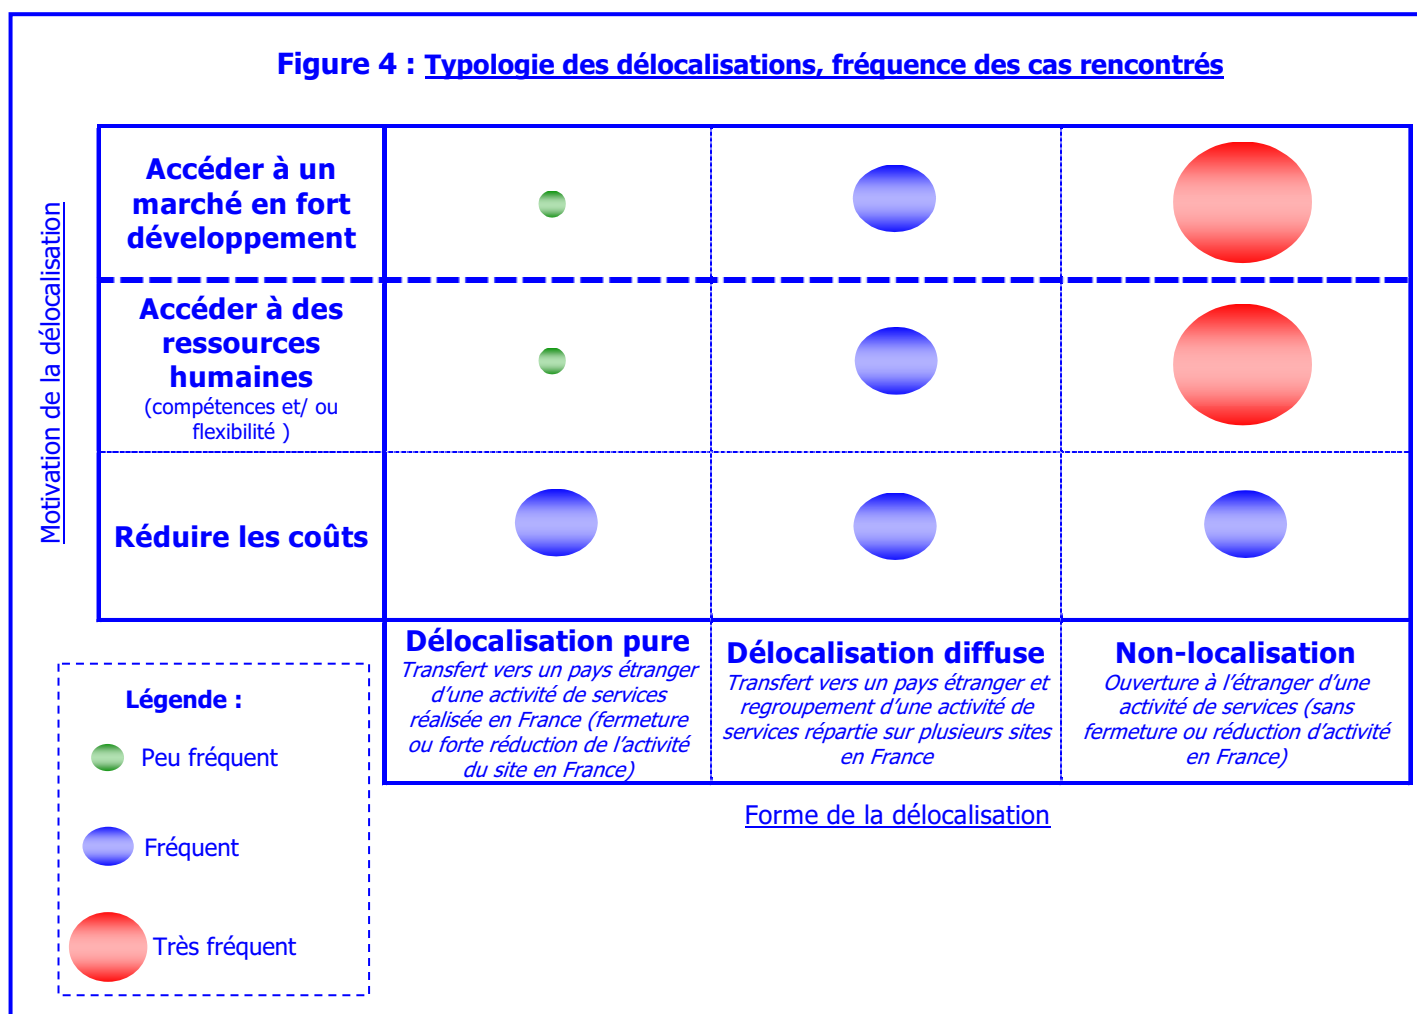 Figure 4 : Typologie des délocalisations, fréquence des cas rencontrés
Motivation de la délocalisation
Accéder à un
marché en fort
développement
Accéder à des
ressources
humaines
(compétences et/ ou
flexibilité )
Réduire les coûts
Délocalisation pure
Transfert vers un pays étranger
d'une activité de services
réalisée en France (fermeture
ou forte réduction de l'activité
du site en France)
Délocalisation diffuse
Transfert vers un pays étranger et
regroupement d'une activité de
services répartie sur plusieurs sites
en France
Non-localisation
Ouverture à l'étranger d'une
activité de services (sans
fermeture ou réduction d'activité
en France)
Forme de la délocalisation
Légende :
Peu fréquent
Fréquent
Très fréquent